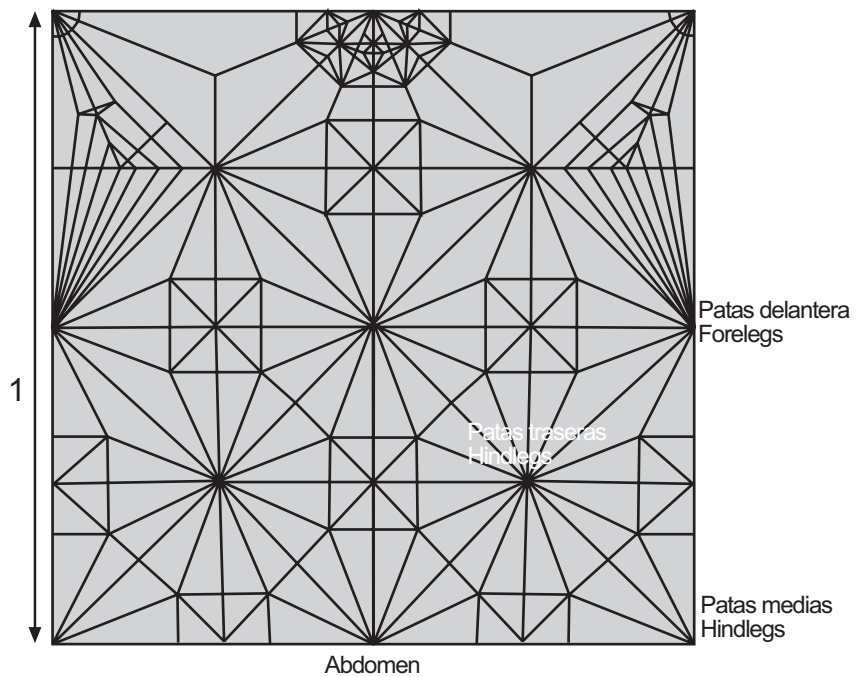 1
Patas delantera
Forelegs
Patas traseras
Hindlegs
Patas medias
Hindlegs
Abdomen